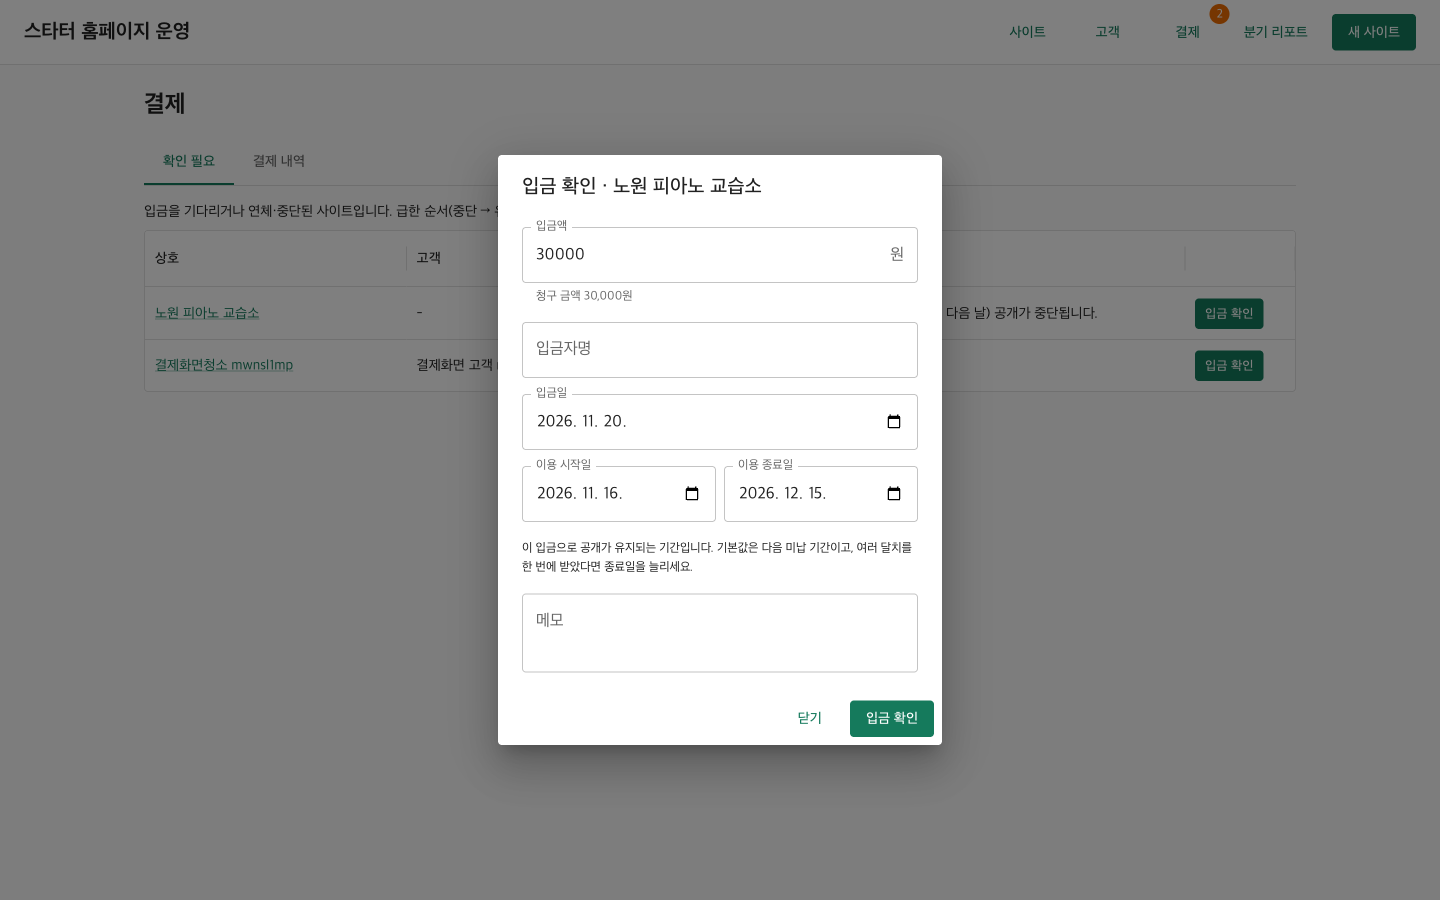 스타터 홈페이지 운영
사이트
고객
결제
2
분기 리포트
새 사이트
결제
확인 필요
결제 내역
입금을 기다리거나 연체·중단된 사이트입니다. 급한 순서(중단 →
상호
고객
노원 피아노 교습소
-
다음 날) 공개가 중단됩니다.
입금 확인
결제화면청소 mwnsl1mp
결제화면 고객
입금 확인
입금 확인 · 노원 피아노 교습소
입금액
30000
원
청구 금액 30,000원
입금자명
입금일
2026. 11. 20.
이용 시작일
2026. 11. 16.
이용 종료일
2026. 12. 15.
이 입금으로 공개가 유지되는 기간입니다. 기본값은 다음 미납 기간이고, 여러 달치를
한 번에 받았다면 종료일을 늘리세요.
메모
닫기
입금 확인